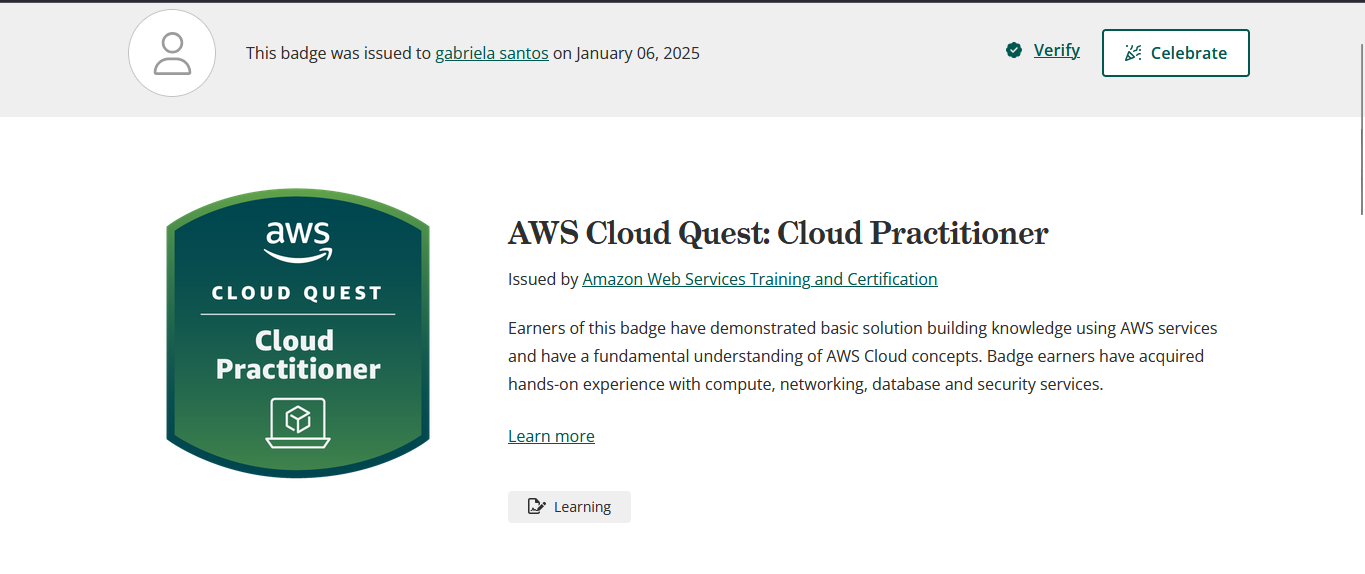 This badge was issued to gabriela santos on January 06, 2025
Verify
Celebrate
aws
CLOUD QUEST
Cloud
Practitioner
AWS Cloud Quest: Cloud Practitioner
Issued by Amazon Web Services Training and Certification
Earners of this badge have demonstrated basic solution building knowledge using AWS services
and have a fundamental understanding of AWS Cloud concepts. Badge earners have acquired
hands-on experience with compute, networking, database and security services.
Learn more
Learning